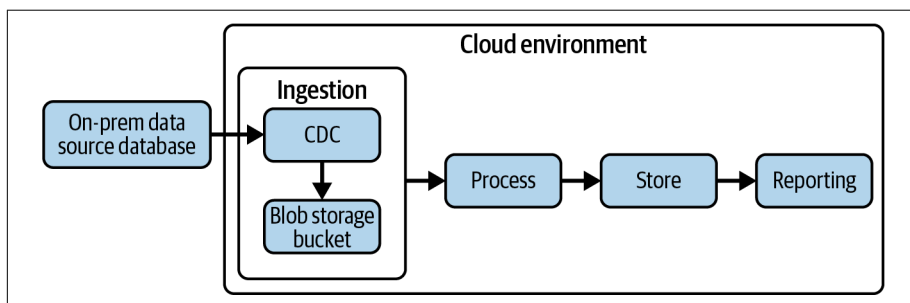 Cloud environment
Ingestion
On-prem data
source database
CDC
Blob storage
bucket
Process
Store
Reporting